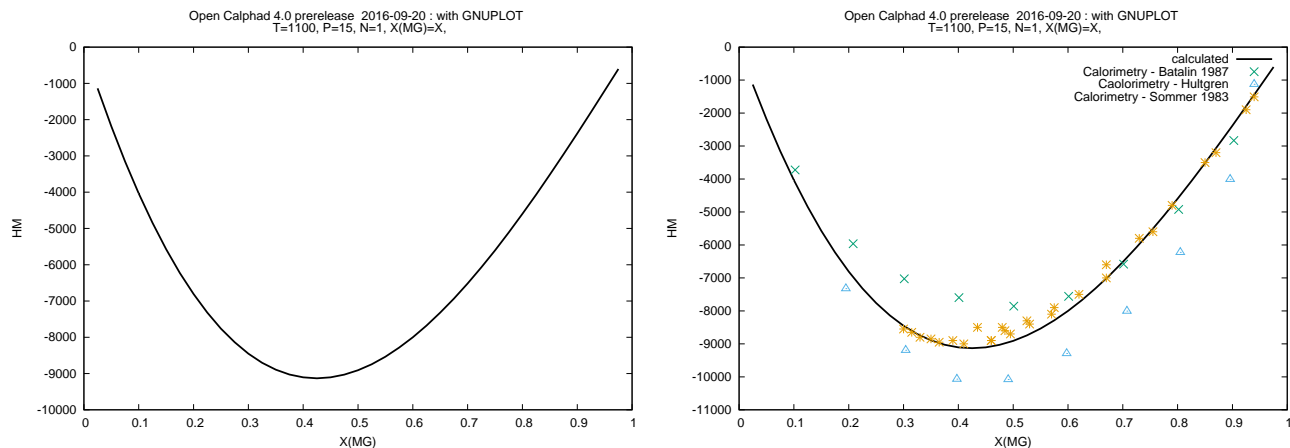 Open Calphad 4.0 prerelease  2016-09-20 : with GNUPLOT
T=1100, P=15, N=1, X(MG)=X,
0
-1000
-2000
-3000
-4000
-5000
-6000
-7000
-8000
-9000
-10000
HM
0 0.1 0.2 0.3 0.4 0.5 0.6 0.7 0.8 0.9 1
X(MG)
Open Calphad 4.0 prerelease  2016-09-20 : with GNUPLOT
T=1100, P=15, N=1, X(MG)=X,
calculated
Calorimetry - Batalin 1987
Caolorimetry - Hultgren
Calorimetry - Sommer 1983
0
-1000
-2000
-3000
-4000
-5000
-6000
-7000
-8000
-9000
-10000
-11000
HM
0 0.1 0.2 0.3 0.4 0.5 0.6 0.7 0.8 0.9 1
X(MG)